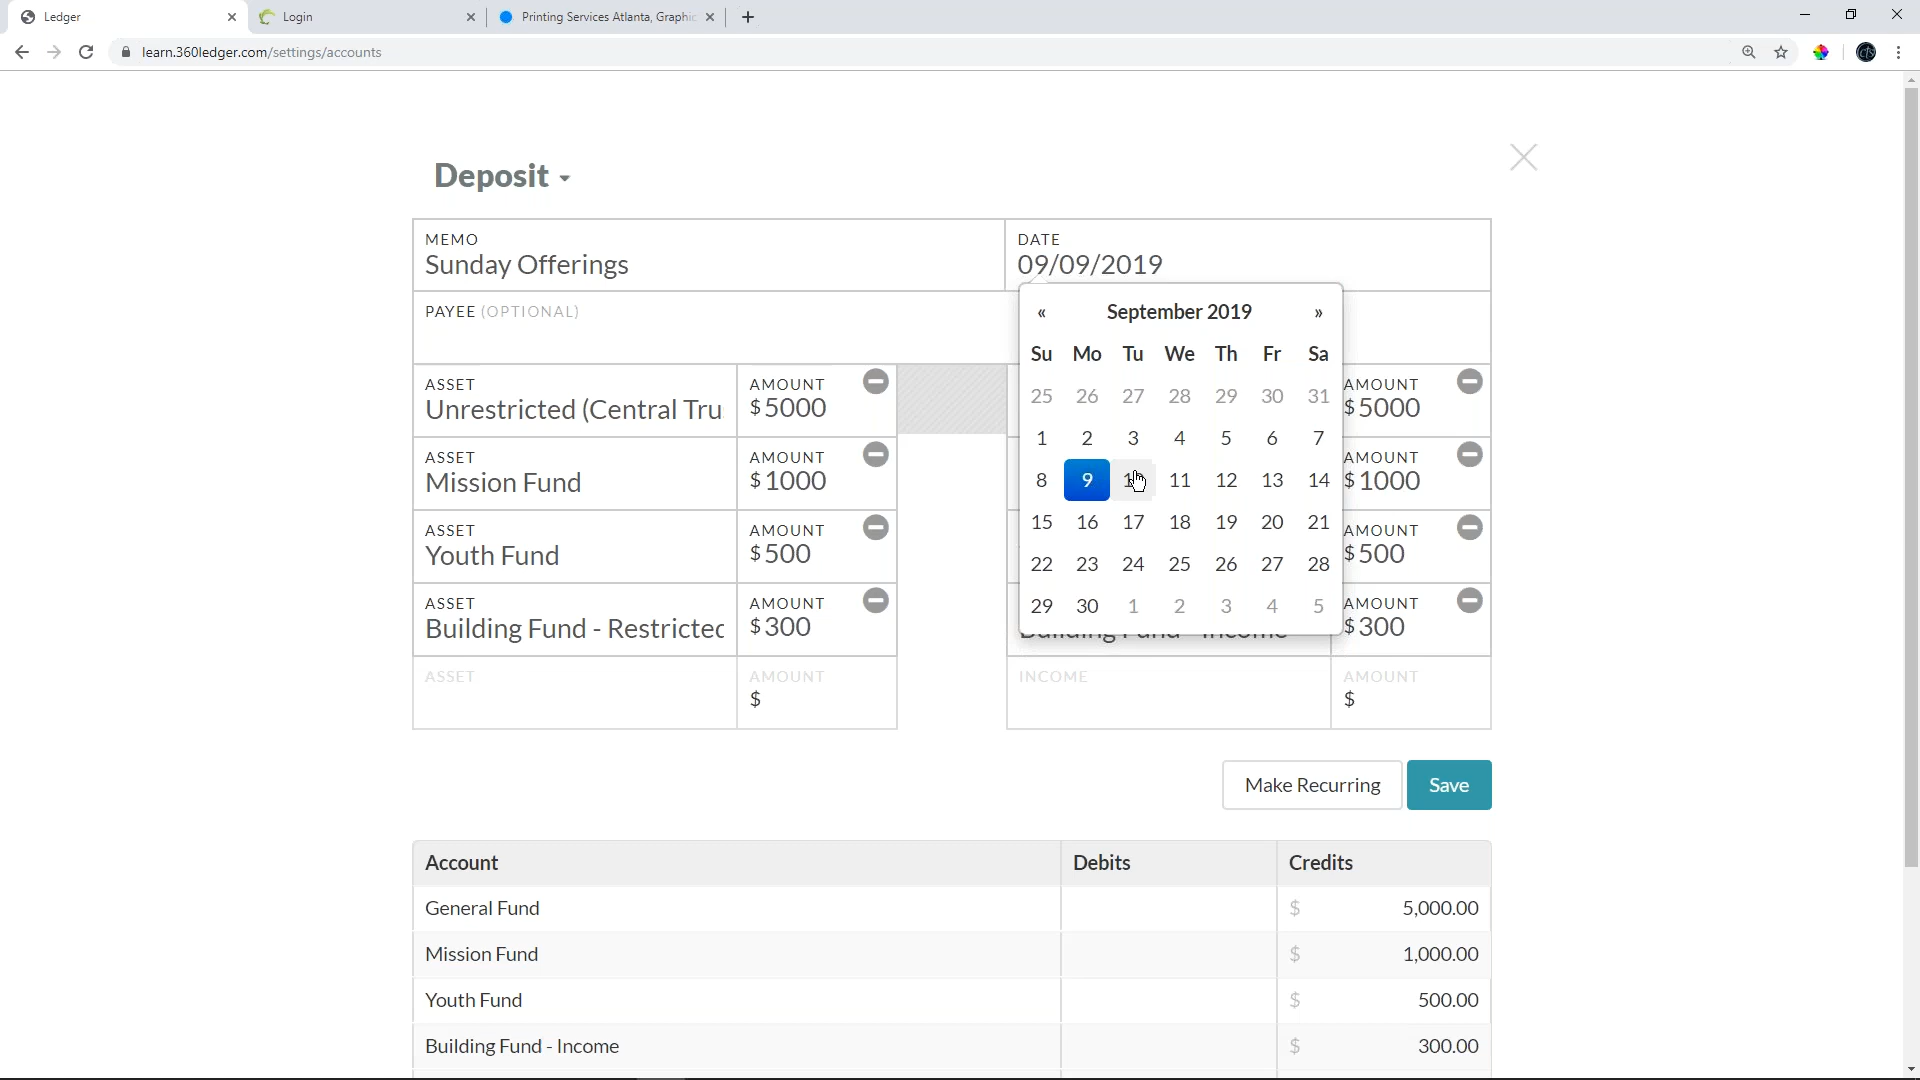 Ledger
Login
Printing Services Atlanta, Graphic
learn.360ledger.com/settings/accounts
cts
Deposit
MEMO
Sunday Offerings
DATE
09/09/2019
PAYEE (OPTIONAL)
« September 2019 »
Su Mo Tu We Th Fr Sa
25 26 27 28 29 30 31
1 2 3 4 5 6 7
8 9 10 11 12 13 14
15 16 17 18 19 20 21
22 23 24 25 26 27 28
29 30 1 2 3 4 5
ASSET AMOUNT AMOUNT
Unrestricted (Central Tru $5000 $5000
ASSET AMOUNT AMOUNT
Mission Fund $1000 $1000
ASSET AMOUNT AMOUNT
Youth Fund $500 $500
ASSET AMOUNT AMOUNT
Building Fund - Restricted $300 Building Fund - Income $300
ASSET AMOUNT INCOME AMOUNT
$ $
Make Recurring Save
Account Debits Credits
General Fund $ 5,000.00
Mission Fund $ 1,000.00
Youth Fund $ 500.00
Building Fund - Income $ 300.00